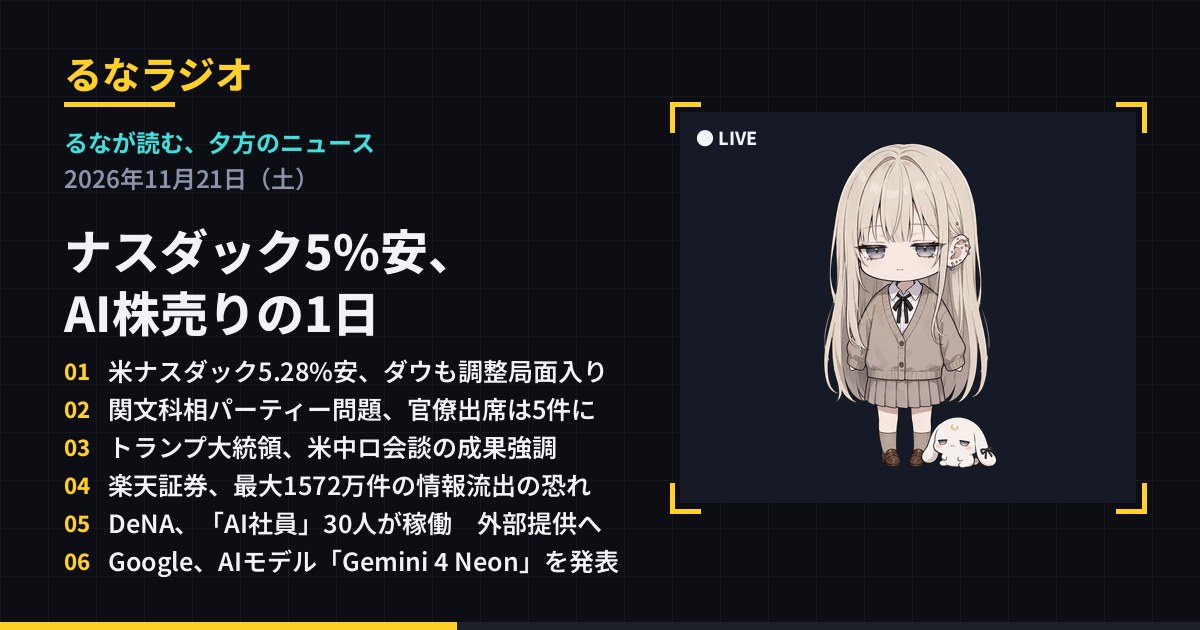 るなラジオ
るなが読む、夕方のニュース
2026年11月21日（土）
ナスダック5%安、
AI株売りの1日
01 米ナスダック5.28%安、ダウも調整局面入り
02 関文科相パーティー問題、官僚出席は5件に
03 トランプ大統領、米中ロ会談の成果強調
04 楽天証券、最大1572万件の情報流出の恐れ
05 DeNA、「AI社員」30人が稼働　外部提供へ
06 Google、AIモデル「Gemini 4 Neon」を発表
LIVE